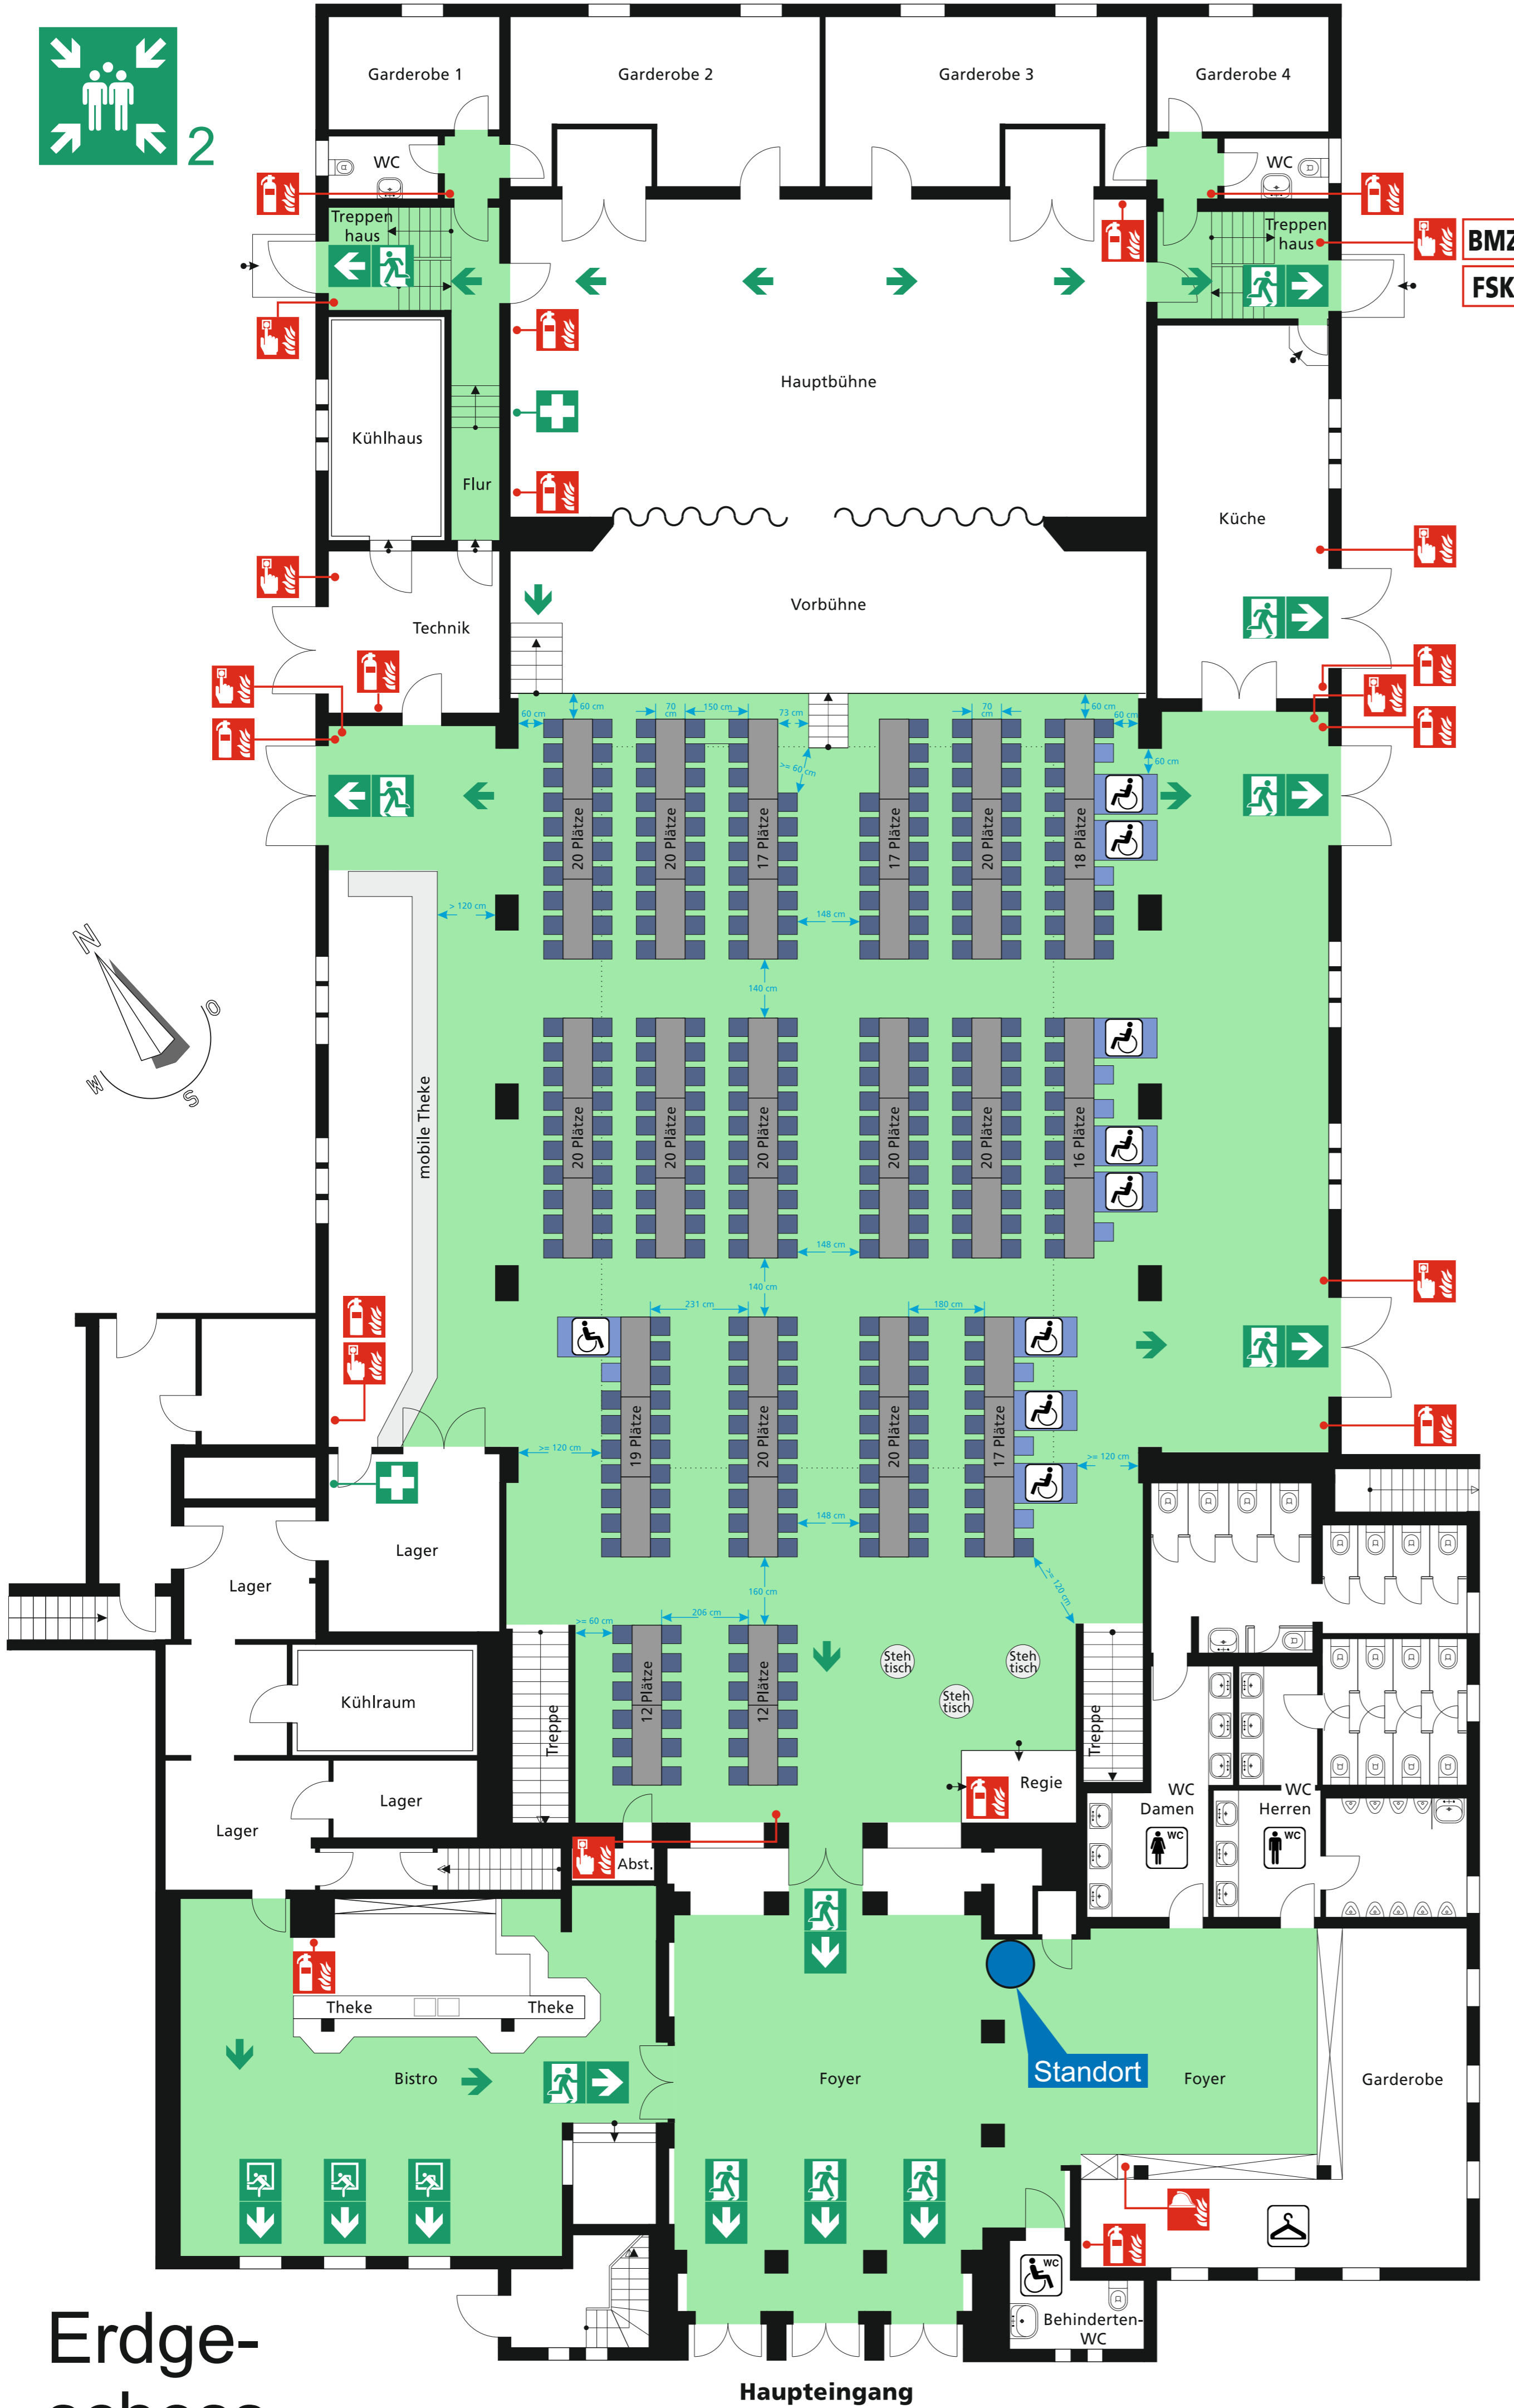 2
Garderobe 1
Garderobe 2
Garderobe 3
Garderobe 4
WC
WC
Treppen
haus
Treppen
haus
BMZ
FSK
Hauptbühne
Kühlhaus
Flur
Küche
Vorbühne
Technik
60 cm
60 cm
70
cm
150 cm
73 cm
>= 60 cm
70
cm
60 cm
60 cm
60 cm
20 Plätze
20 Plätze
17 Plätze
17 Plätze
20 Plätze
18 Plätze
> 120 cm
148 cm
140 cm
N
O
W
S
mobile Theke
20 Plätze
20 Plätze
20 Plätze
20 Plätze
20 Plätze
16 Plätze
148 cm
140 cm
231 cm
180 cm
19 Plätze
20 Plätze
20 Plätze
17 Plätze
>= 120 cm
>= 120 cm
148 cm
Lager
Lager
160 cm
>= 120 cm
>= 60 cm
206 cm
12 Plätze
12 Plätze
Steh
tisch
Steh
tisch
Steh
tisch
Kühlraum
Treppe
Treppe
Regie
Lager
Lager
WC
Damen
WC
Herren
WC
WC
Abst.
Theke
Theke
Bistro
Foyer
Standort
Foyer
Garderobe
WC
Behinderten-
WC
Erdge-
Haupteingang